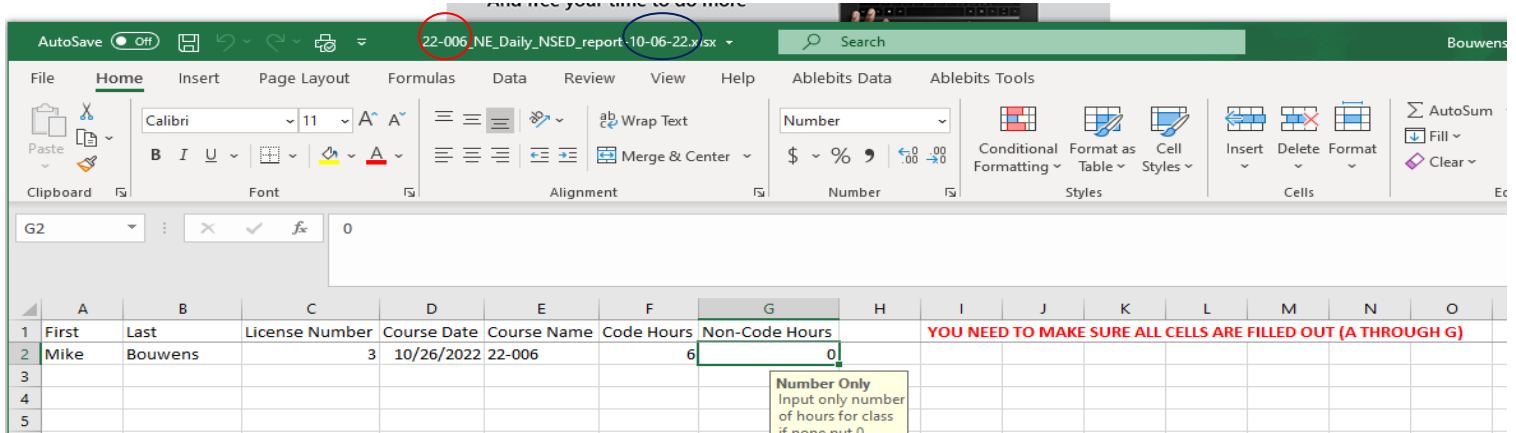 And free your time to do more
AutoSave Off 22-006_NE_Daily_NSED_report-10-06-22.xlsx Search Bouwens
File Home Insert Page Layout Formulas Data Review View Help Ablebits Data Ablebits Tools
Calibri 11 A A ab Wrap Text Number Σ AutoSum
Paste B I U A Merge & Center $ % Conditional Formatting Format as Table Cell Styles Insert Delete Format Fill
Clear
Clipboard Font Alignment Number Styles Cells
G2 fx 0
A B C D E F G H I J K L M N O
1 First Last License Number Course Date Course Name Code Hours Non-Code Hours YOU NEED TO MAKE SURE ALL CELLS ARE FILLED OUT (A THROUGH G)
2 Mike Bouwens 3 10/26/2022 22-006 6 0
3
Number Only
4 Input only number
5 of hours for class
if none put 0